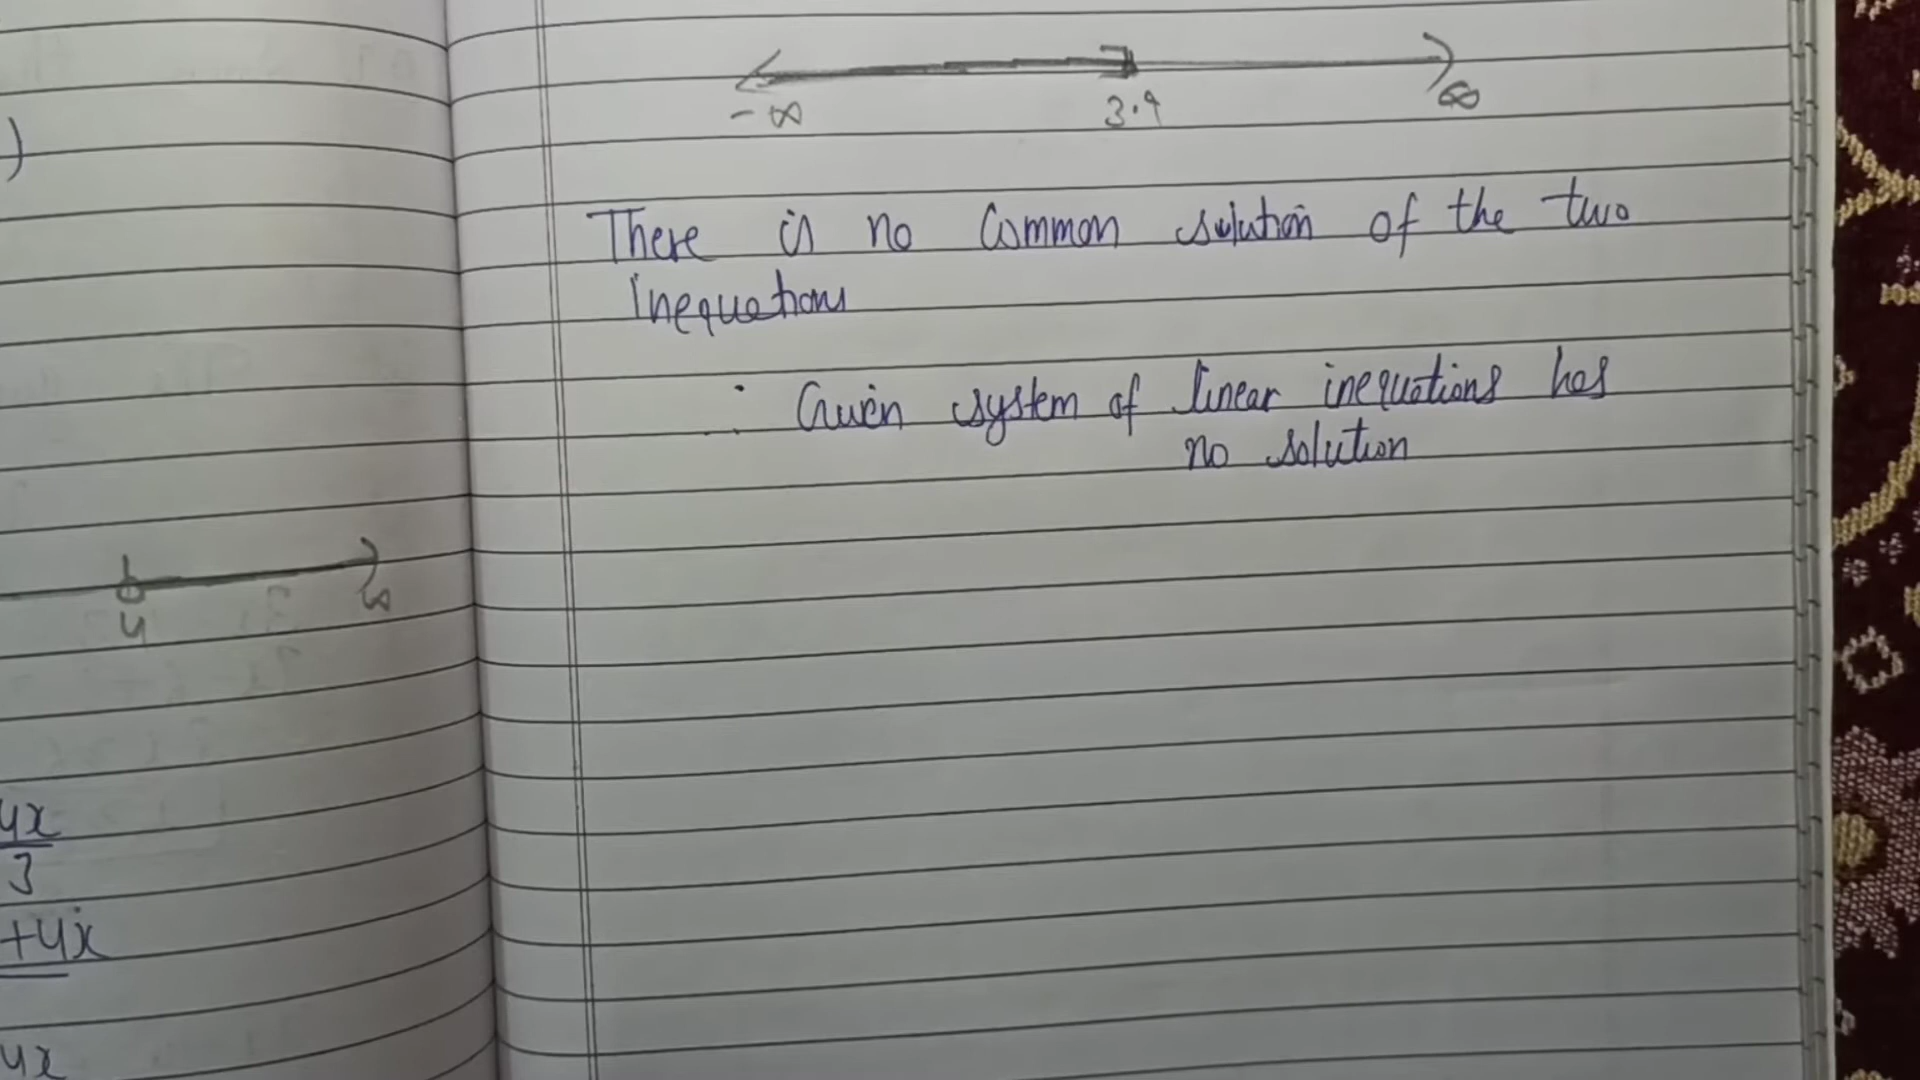 )
4
∞
4x
3
+4x
4x
-∞ 3.9 ∞
There is no common solution of the two
inequations
∴ Given system of linear inequations has
no solution